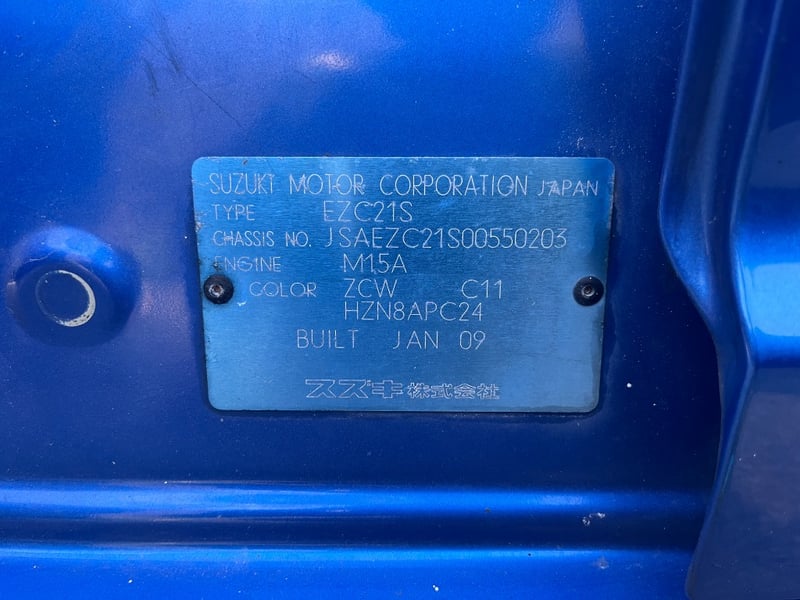 SUZUKI MOTOR CORPORATION JAPAN
TYPE EZC21S
CHASSIS NO. JSAEZC21S00550203
ENGINE M15A
COLOR ZCW C11
HZN8APC24
BUILT JAN 09
スズキ株式会社